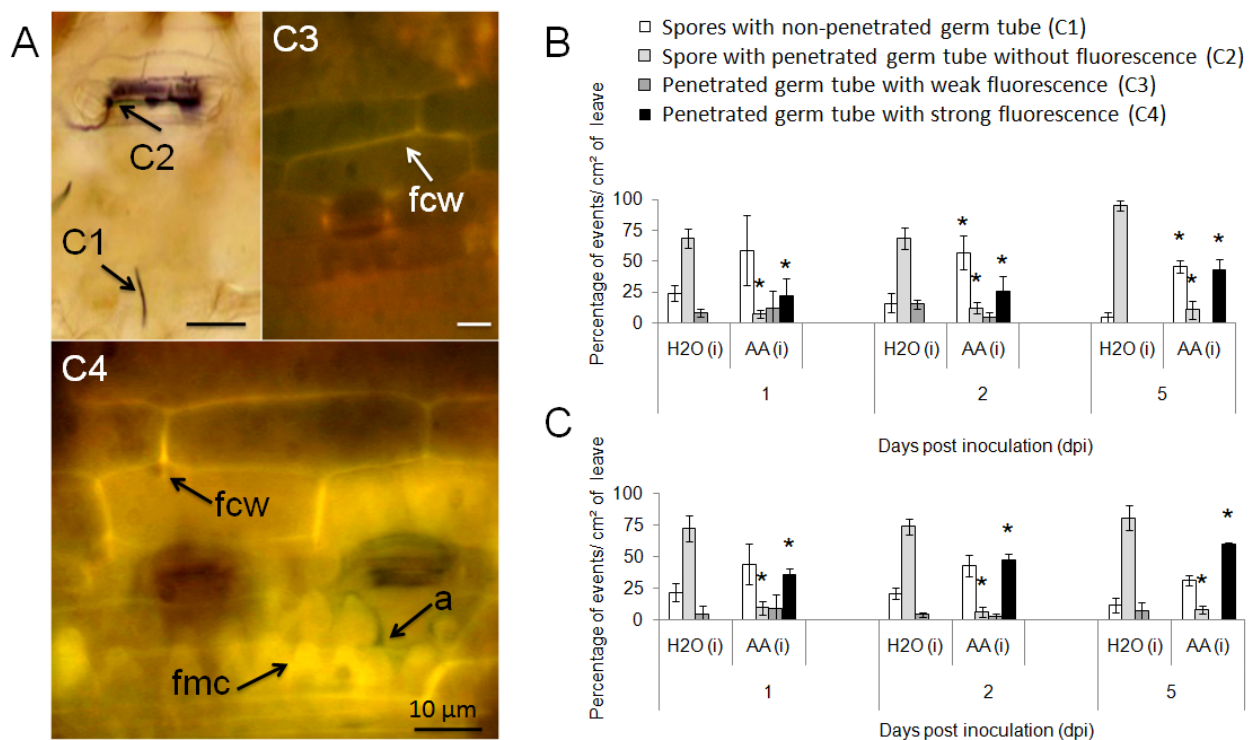 A
C2
C1
C3
fcw
C4
fcw
a
fmc
10 µm
B
Spores with non-penetrated germ tube (C1)
Spore with penetrated germ tube without fluorescence (C2)
Penetrated germ tube with weak fluorescence (C3)
Penetrated germ tube with strong fluorescence (C4)
Percentage of events/ cm² of leave
100
75
50
25
0
* * * * * * * *
H2O (i) AA (i) H2O (i) AA (i) H2O (i) AA (i)
1 2 5
Days post inoculation (dpi)
C
Percentage of events/ cm² of leave
100
75
50
25
0
* * * * * *
H2O (i) AA (i) H2O (i) AA (i) H2O (i) AA (i)
1 2 5
Days post inoculation (dpi)